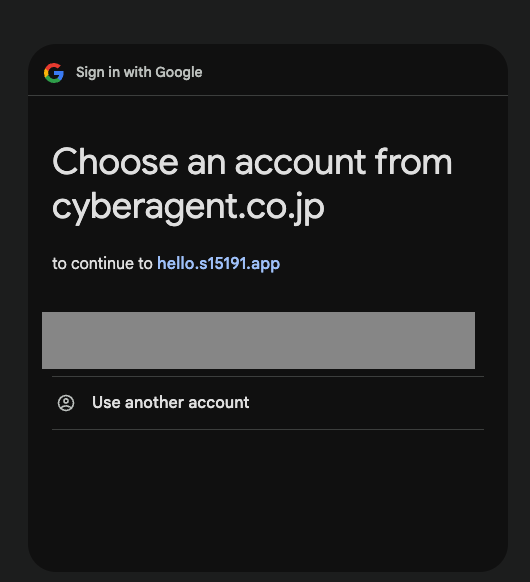 Sign in with Google
Choose an account from
cyberagent.co.jp
to continue to hello.s15191.app
Use another account